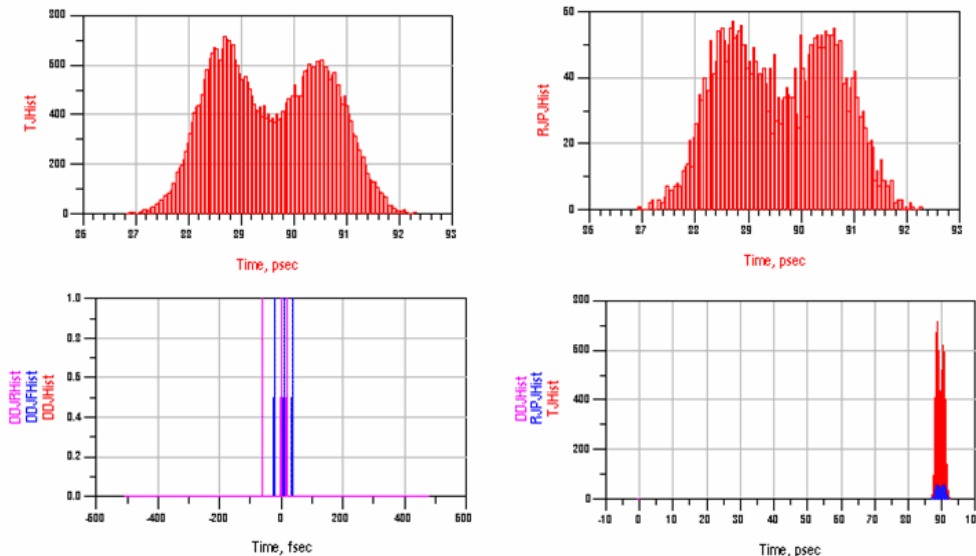 TJHist
800
600
400
200
0
86 87 88 89 90 91 92 93
Time, psec
RJPJHist
50
40
30
20
10
0
86 87 88 89 90 91 92 93
Time, psec
DDJRHist
DDJFHist
DDJHist
1.0
0.8
0.6
0.4
0.2
0.0
-600 -400 -200 0 200 400 600
Time, fsec
DDJHist
RJPJHist
TJHist
800
600
400
200
0
-10 0 10 20 30 40 50 60 70 80 90 100
Time, psec